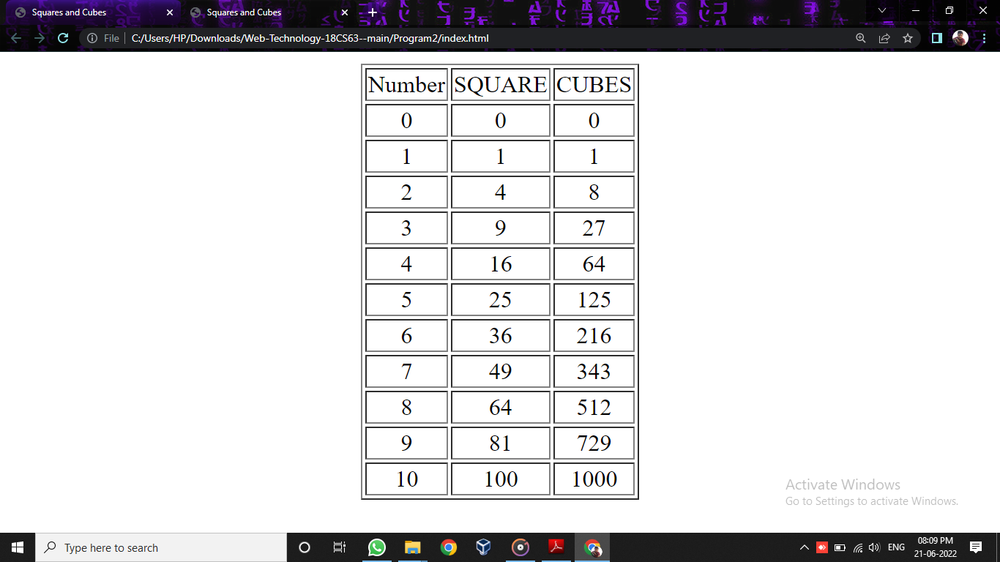 Squares and Cubes Squares and Cubes
File C:/Users/HP/Downloads/Web-Technology-18CS63--main/Program2/index.html
Number SQUARE CUBES
0 0 0
1 1 1
2 4 8
3 9 27
4 16 64
5 25 125
6 36 216
7 49 343
8 64 512
9 81 729
10 100 1000
Activate Windows
Go to Settings to activate Windows.
Type here to search
ENG
08:09 PM
21-06-2022